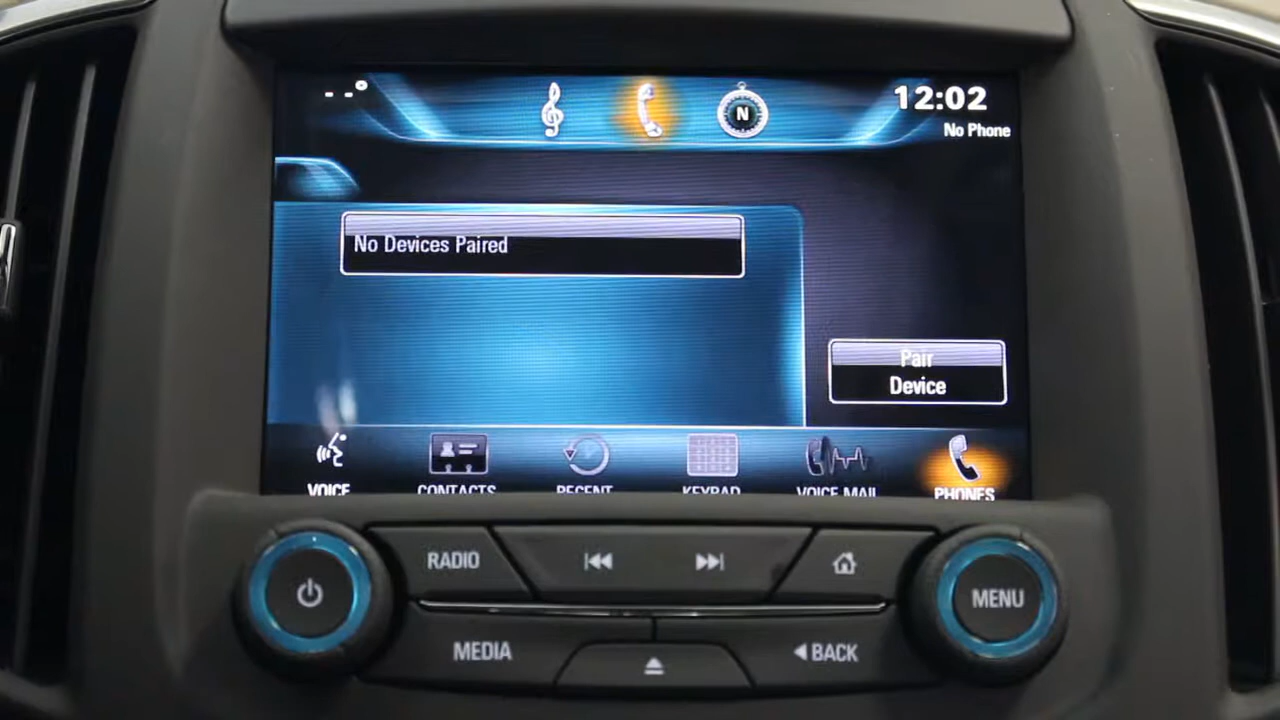 - -°
N
12:02
No Phone
No Devices Paired
Pair
Device
VOICE
CONTACTS
RECENT
KEYPAD
VOICE MAIL
PHONES
RADIO
MENU
MEDIA
BACK